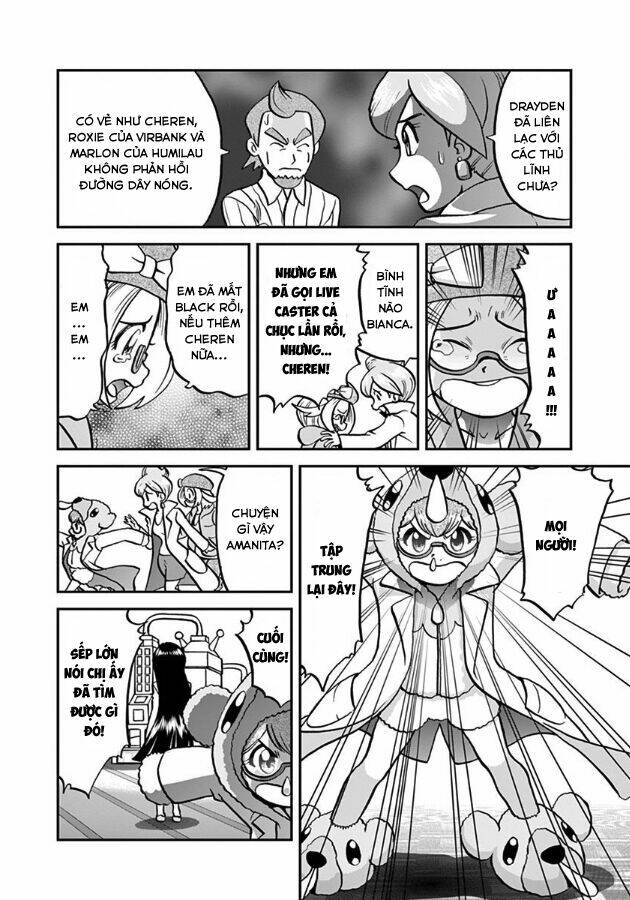 DRAYDEN
ĐÃ LIÊN
LẠC VỚI
CÁC THỦ
LĨNH
CHƯA?
CÓ VẺ NHƯ CHEREN,
ROXIE CỦA VIRBANK VÀ
MARLON CỦA HUMILAU
KHÔNG PHẢN HỒI
ĐƯỜNG DÂY NÓNG.
Ư
A
A
A
A
A
!!!
BÌNH
TĨNH
NÀO
BIANCA.
NHƯNG EM
ĐÃ GỌI LIVE
CASTER CẢ
CHỤC LẦN RỒI,
NHƯNG...
CHEREN!
EM ĐÃ MẤT
BLACK RỒI,
NẾU THÊM
CHEREN
NỮA...
EM
...
EM
...
MỌI
NGƯỜI!
TẬP
TRUNG
LẠI ĐÂY!
CHUYỆN
GÌ VẬY
AMANITA?
CUỐI
CÙNG!
SẾP LỚN
NÓI CHỊ ẤY
ĐÃ TÌM
ĐƯỢC GÌ
ĐÓ!